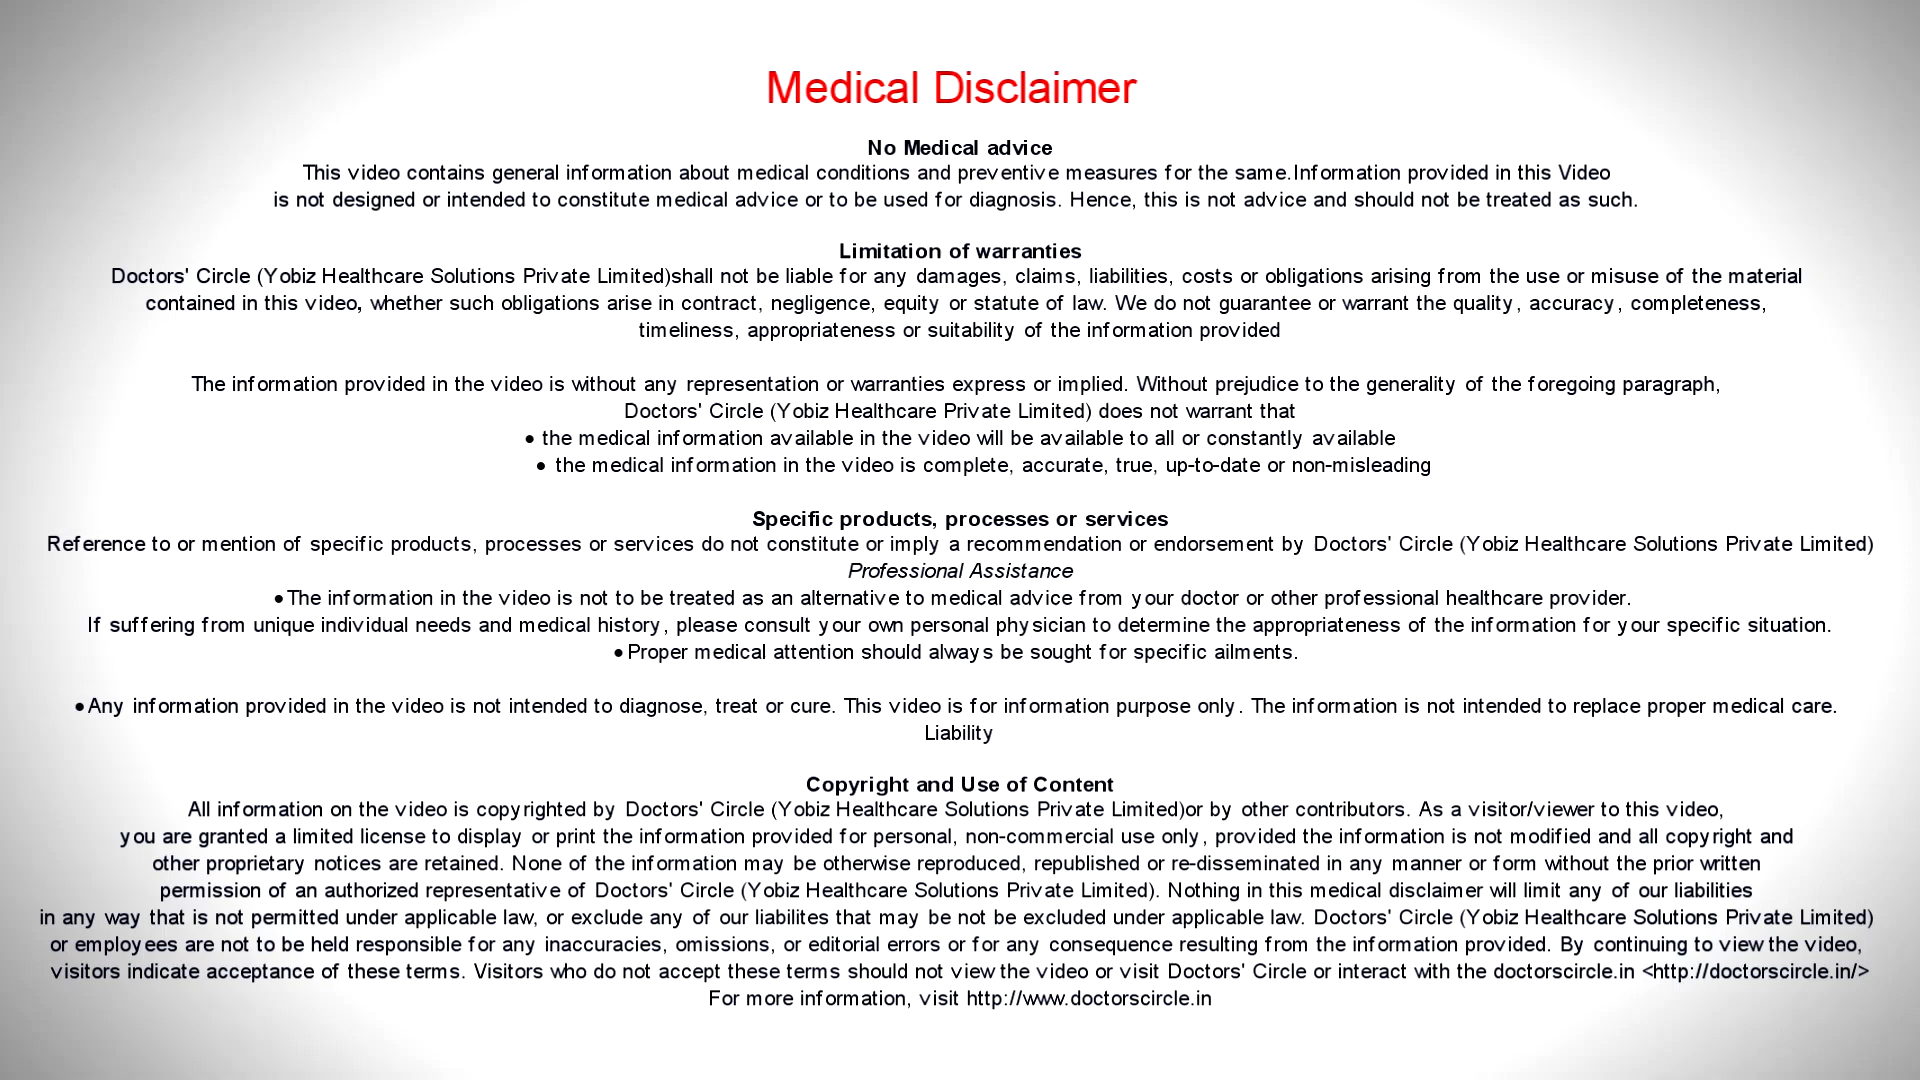 Medical Disclaimer
No Medical advice
This video contains general information about medical conditions and preventive measures for the same.Information provided in this Video
is not designed or intended to constitute medical advice or to be used for diagnosis. Hence, this is not advice and should not be treated as such.
Limitation of warranties
Doctors' Circle (Yobiz Healthcare Solutions Private Limited)shall not be liable for any damages, claims, liabilities, costs or obligations arising from the use or misuse of the material
contained in this video, whether such obligations arise in contract, negligence, equity or statute of law. We do not guarantee or warrant the quality, accuracy, completeness,
timeliness, appropriateness or suitability of the information provided
The information provided in the video is without any representation or warranties express or implied. Without prejudice to the generality of the foregoing paragraph,
Doctors' Circle (Yobiz Healthcare Private Limited) does not warrant that
• the medical information available in the video will be available to all or constantly available
• the medical information in the video is complete, accurate, true, up-to-date or non-misleading
Specific products, processes or services
Reference to or mention of specific products, processes or services do not constitute or imply a recommendation or endorsement by Doctors' Circle (Yobiz Healthcare Solutions Private Limited)
Professional Assistance
•The information in the video is not to be treated as an alternative to medical advice from your doctor or other professional healthcare provider.
If suffering from unique individual needs and medical history, please consult your own personal physician to determine the appropriateness of the information for your specific situation.
•Proper medical attention should always be sought for specific ailments.
•Any information provided in the video is not intended to diagnose, treat or cure. This video is for information purpose only. The information is not intended to replace proper medical care.
Liability
Copyright and Use of Content
All information on the video is copyrighted by Doctors' Circle (Yobiz Healthcare Solutions Private Limited)or by other contributors. As a visitor/viewer to this video,
you are granted a limited license to display or print the information provided for personal, non-commercial use only, provided the information is not modified and all copyright and
other proprietary notices are retained. None of the information may be otherwise reproduced, republished or re-disseminated in any manner or form without the prior written
permission of an authorized representative of Doctors' Circle (Yobiz Healthcare Solutions Private Limited). Nothing in this medical disclaimer will limit any of our liabilities
in any way that is not permitted under applicable law, or exclude any of our liabilites that may be not be excluded under applicable law. Doctors' Circle (Yobiz Healthcare Solutions Private Limited)
or employees are not to be held responsible for any inaccuracies, omissions, or editorial errors or for any consequence resulting from the information provided. By continuing to view the video,
visitors indicate acceptance of these terms. Visitors who do not accept these terms should not view the video or visit Doctors' Circle or interact with the doctorscircle.in <http://doctorscircle.in/>
For more information, visit http://www.doctorscircle.in